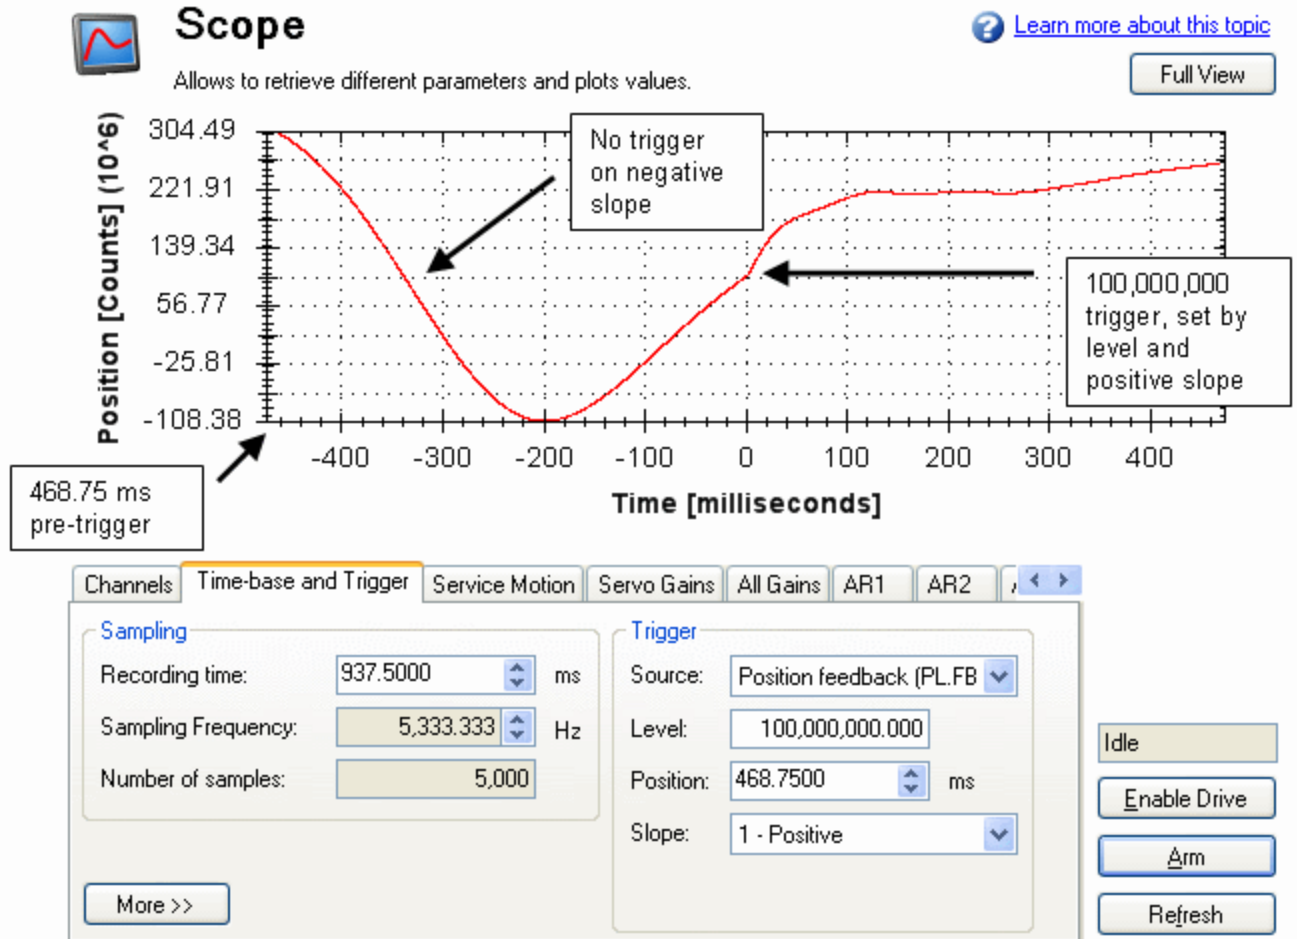 Scope
Learn more about this topic
Allows to retrieve different parameters and plots values.
Full View
Position [Counts] (10^6)
304.49
221.91
139.34
56.77
-25.81
-108.38
No trigger
on negative
slope
100,000,000
trigger, set by
level and
positive slope
-400
-300
-200
-100
0
100
200
300
400
Time [milliseconds]
468.75 ms
pre-trigger
Channels
Time-base and Trigger
Service Motion
Servo Gains
All Gains
AR1
AR2
Sampling
Recording time: 937.5000 ms
Sampling Frequency: 5,333.333 Hz
Number of samples: 5,000
More >>
Trigger
Source: Position feedback (PL.FB
Level: 100,000,000.000
Position: 468.7500 ms
Slope: 1 - Positive
Idle
Enable Drive
Arm
Refresh